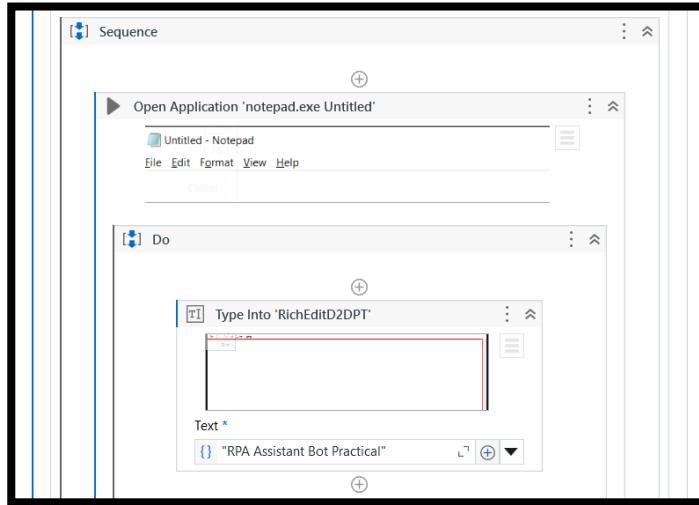 Sequence
Open Application 'notepad.exe Untitled'
Untitled - Notepad
File Edit Format View Help
Cancel
Do
Type Into 'RichEditD2DPT'
Text *
"RPA Assistant Bot Practical"